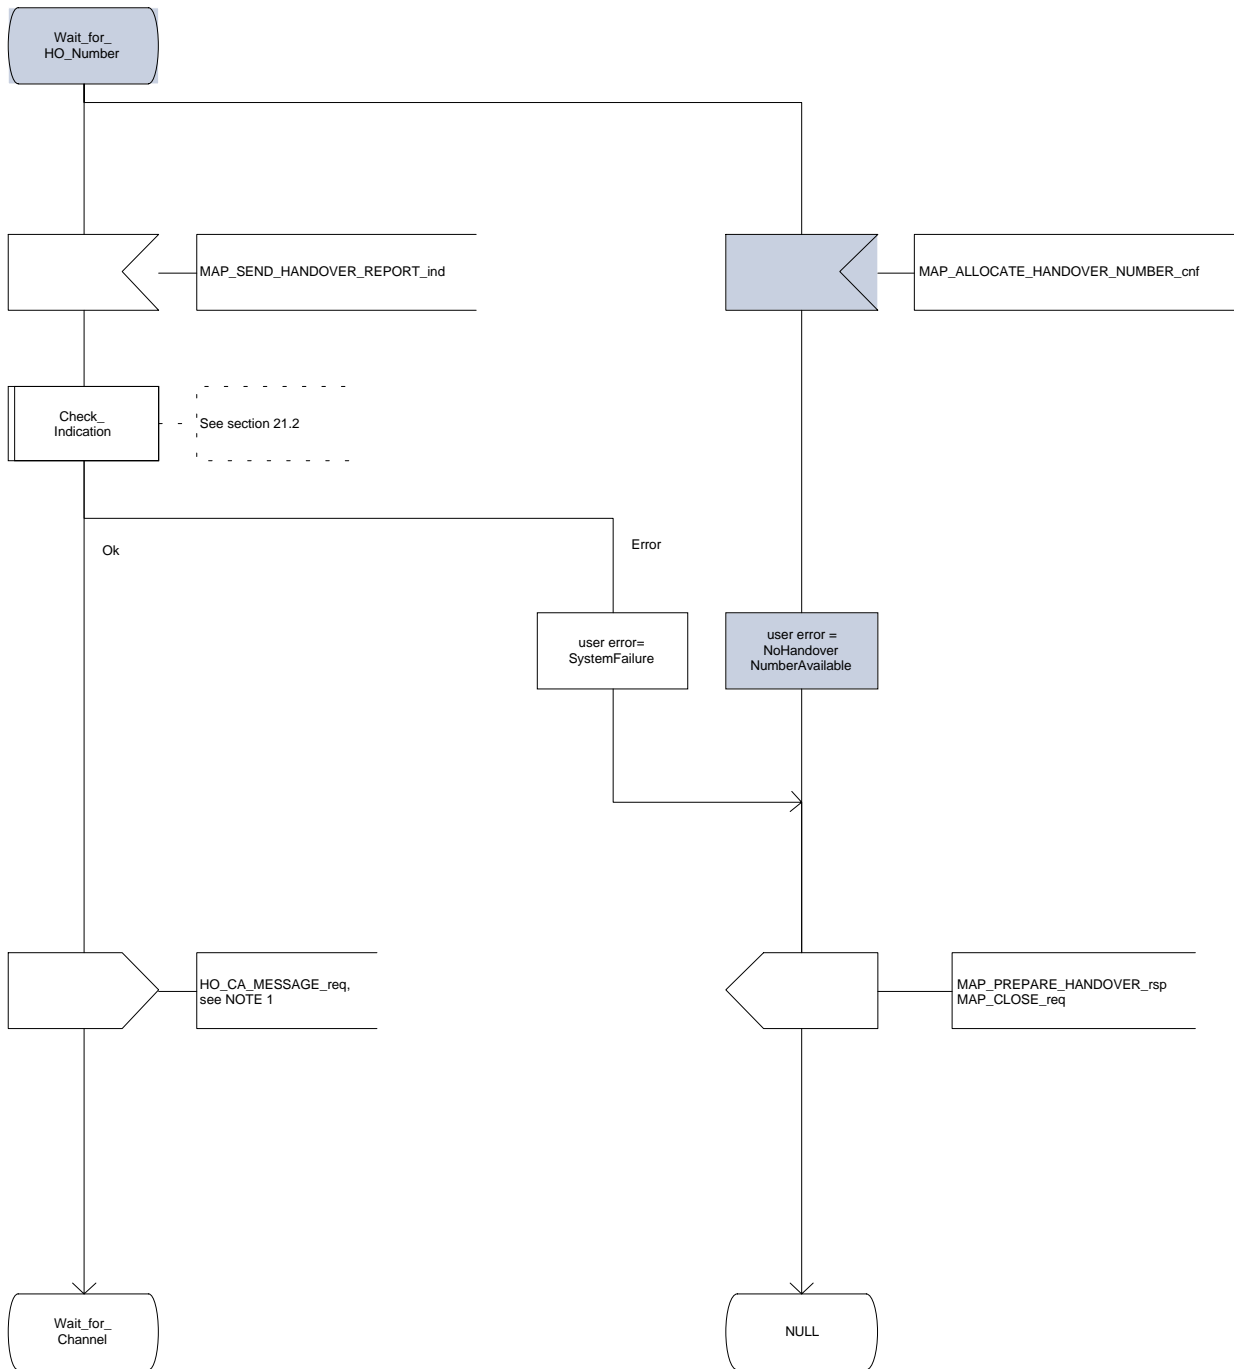 Wait_for_
HO_Number
MAP_SEND_HANDOVER_REPORT_ind
MAP_ALLOCATE_HANDOVER_NUMBER_cnf
Check_
Indication
See section 21.2
Ok
Error
user error=
SystemFailure
user error =
NoHandover
NumberAvailable
HO_CA_MESSAGE_req,
see NOTE 1
MAP_PREPARE_HANDOVER_rsp
MAP_CLOSE_req
Wait_for_
Channel
NULL